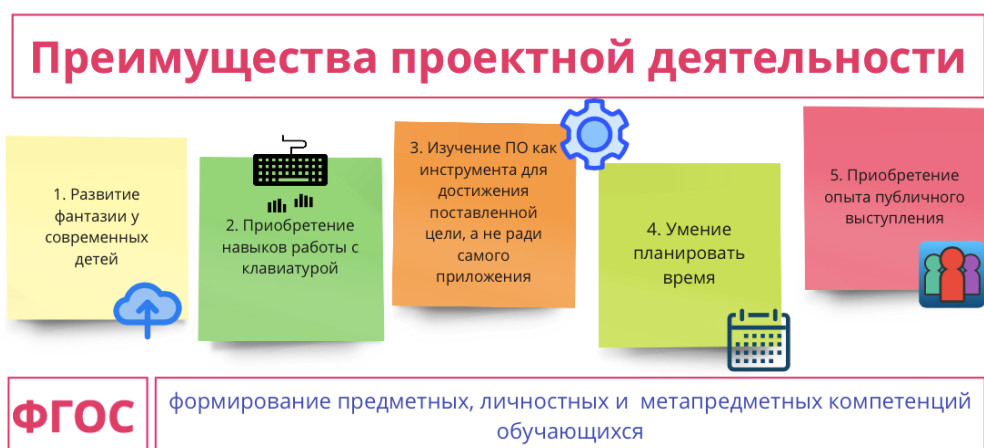 Преимущества проектной деятельности
1. Развитие
фантазии у
современных
детей
2. Приобретение
навыков работы с
клавиатурой
3. Изучение ПО как
инструмента для
достижения
поставленной
цели, а не ради
самого
приложения
4. Умение
планировать
время
5. Приобретение
опыта публичного
выступления
ФГОС
формирование предметных, личностных и метапредметных компетенций
обучающихся